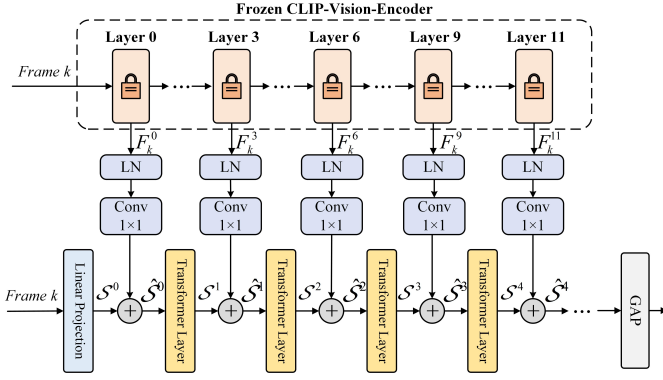 Frozen CLIP-Vision-Encoder
Layer 0 Layer 3 Layer 6 Layer 9 Layer 11
Frame k
... ... ... ...
F_k^0 F_k^3 F_k^6 F_k^9 F_k^11
LN LN LN LN LN
Conv Conv Conv Conv Conv
1×1 1×1 1×1 1×1 1×1
Frame k
Linear Projection
S^0 + Ŝ^0
Transformer Layer
S^1 + Ŝ^1
Transformer Layer
S^2 + Ŝ^2
Transformer Layer
S^3 + Ŝ^3
Transformer Layer
S^4 + Ŝ^4
...
GAP